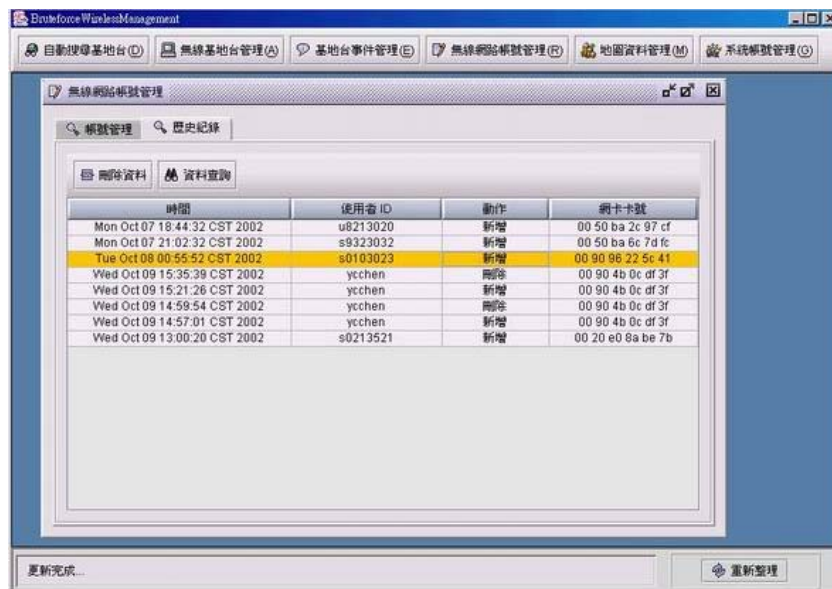 BruteforceWirelessManagement
自動搜尋基地台(D) 無線基地台管理(A) 基地台事件管理(E) 無線網路帳號管理(R) 地圖資料管理(M) 系統帳號管理(G)
無線網路帳號管理
帳號管理 歷史紀錄
刪除資料 資料查詢
時間 使用者 ID 動作 網卡卡號
Mon Oct 07 18:44:32 CST 2002 u8213020 新增 00 50 ba 2c 97 cf
Mon Oct 07 21:02:32 CST 2002 s9323032 新增 00 50 ba 6c 7d fc
Tue Oct 08 00:55:52 CST 2002 s0103023 新增 00 90 96 22 5c 41
Wed Oct 09 15:35:39 CST 2002 ycchen 刪除 00 90 4b 0c df 3f
Wed Oct 09 15:21:26 CST 2002 ycchen 新增 00 90 4b 0c df 3f
Wed Oct 09 14:59:54 CST 2002 ycchen 刪除 00 90 4b 0c df 3f
Wed Oct 09 14:57:01 CST 2002 ycchen 新增 00 90 4b 0c df 3f
Wed Oct 09 13:00:20 CST 2002 s0213521 新增 00 20 e0 8a be 7b
更新完成... 重新整理